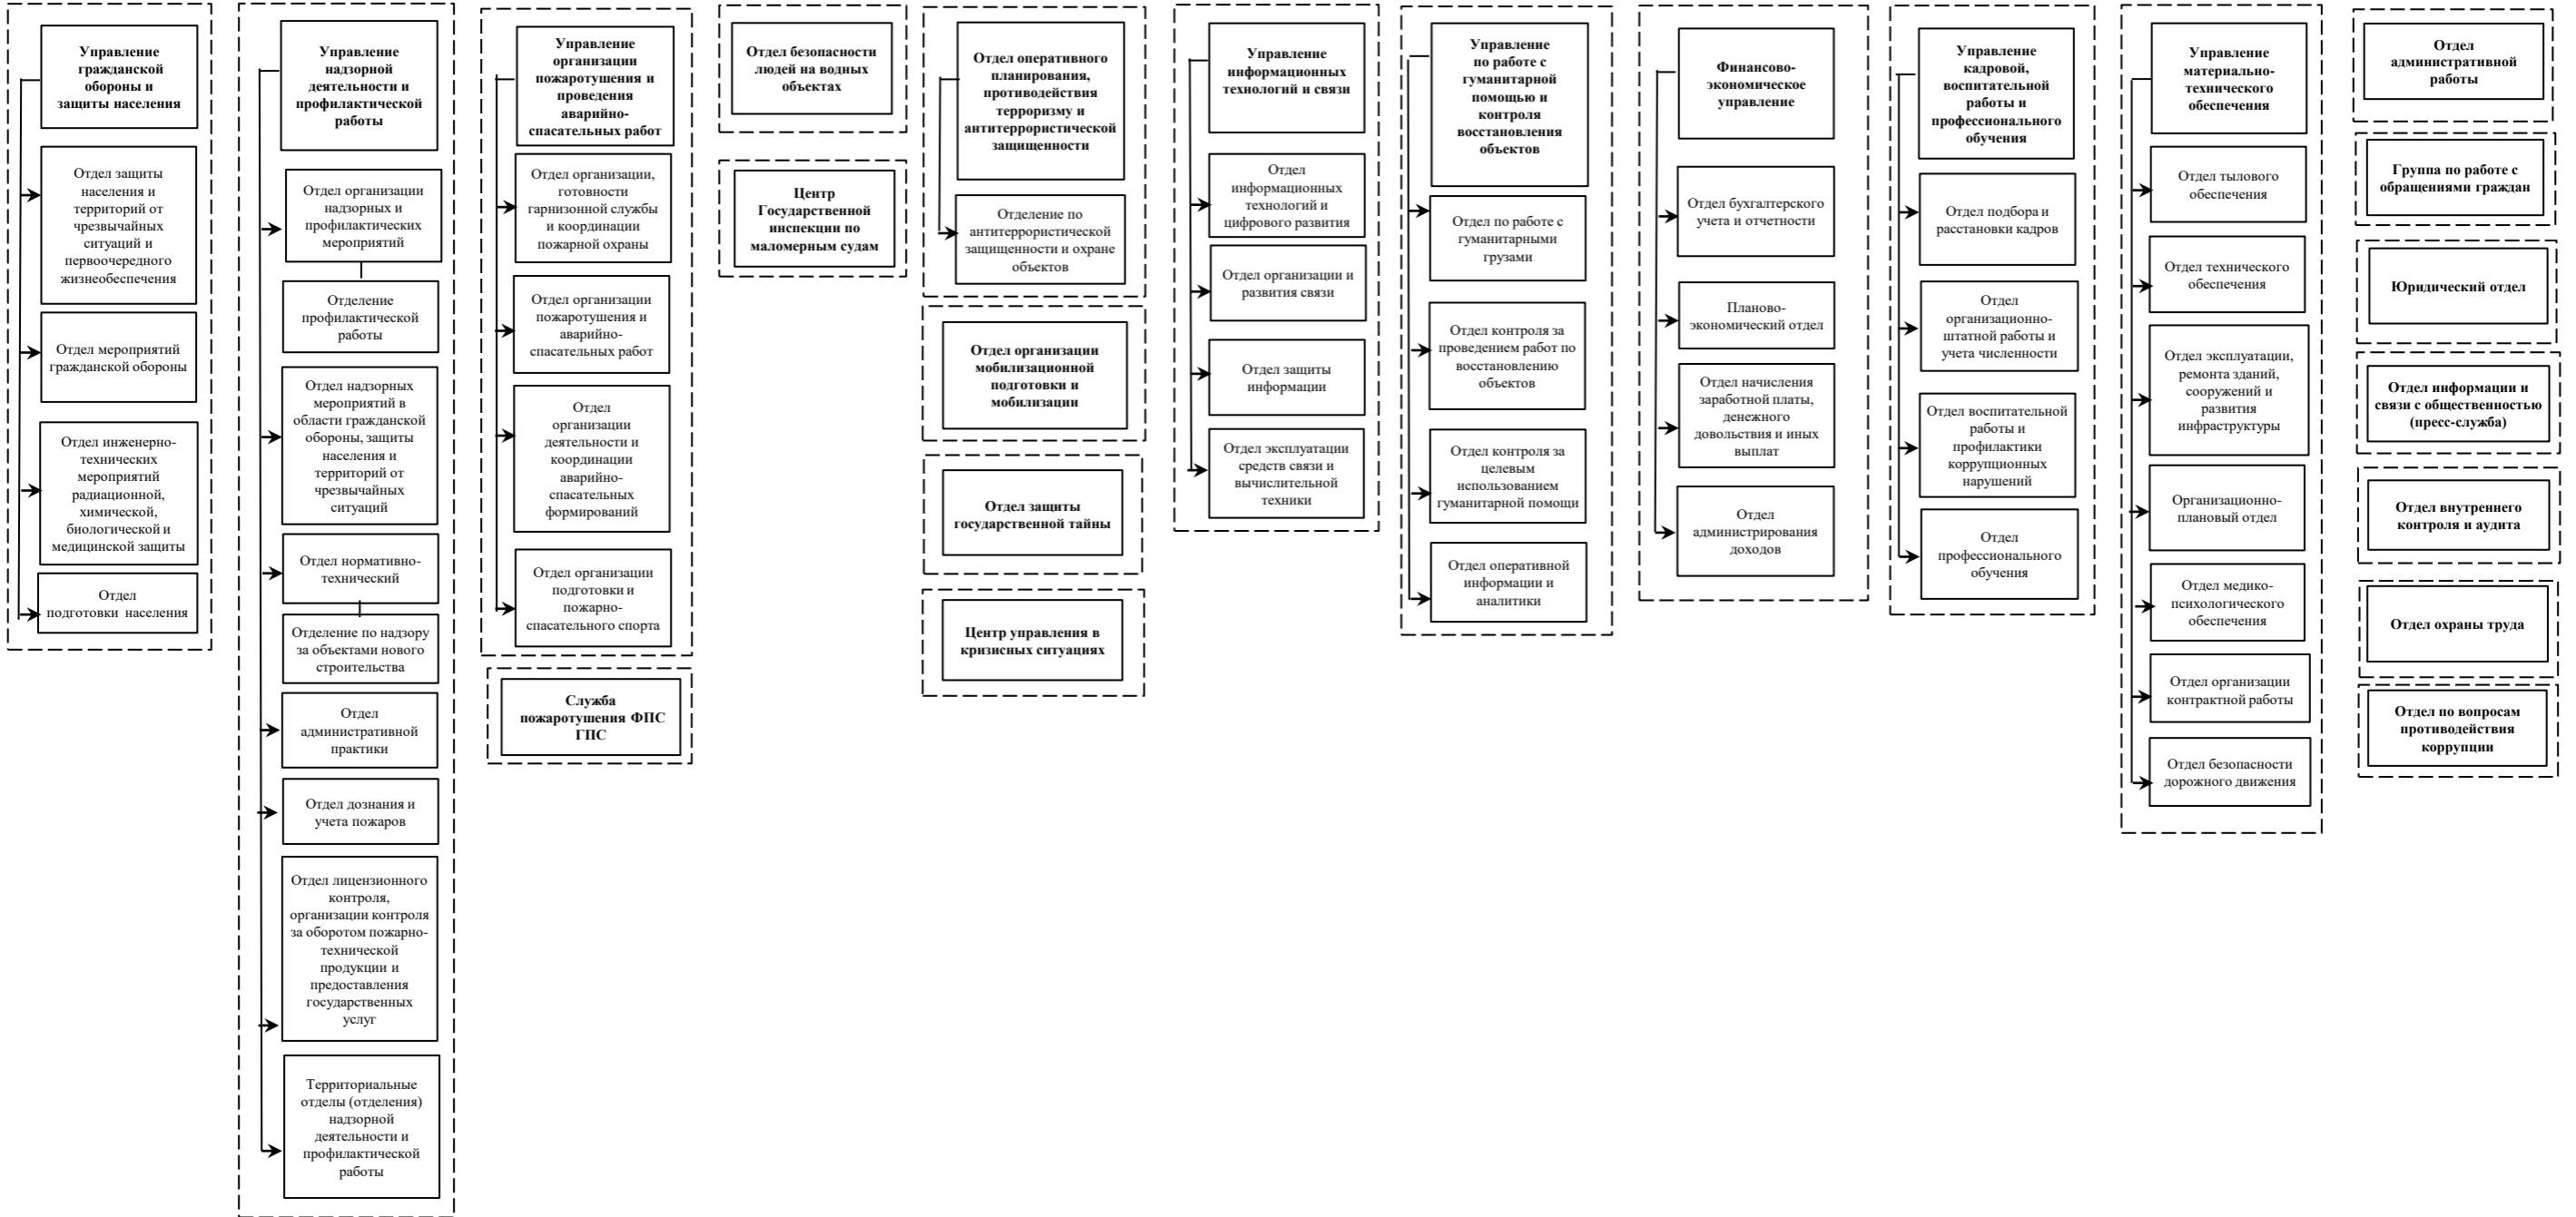 Управление
гражданской
обороны и
защиты населения
Отдел защиты
населения и
территорий от
чрезвычайных
ситуаций и
первоочередного
жизнеобеспечения
Отдел мероприятий
гражданской обороны
Отдел инженерно-
технических
мероприятий
радиационной,
химической,
биологической и
медицинской защиты
Отдел
подготовки населения
Управление
надзорной
деятельности и
профилактической
работы
Отдел организации
надзорных и
профилактических
мероприятий
Отделение
профилактической
работы
Отдел надзорных
мероприятий в
области гражданской
обороны, защиты
населения и
территорий от
чрезвычайных
ситуаций
Отдел нормативно-
технический
Отделение по надзору
за объектами нового
строительства
Отдел
административной
практики
Отдел дознания и
учета пожаров
Отдел лицензионного
контроля,
организации контроля
за оборотом пожарно-
технической
продукции и
предоставления
государственных
услуг
Территориальные
отделы (отделения)
надзорной
деятельности и
профилактической
работы
Управление
организации
пожаротушения и
проведения
аварийно-
спасательных работ
Отдел организации,
готовности
гарнизонной службы
и координации
пожарной охраны
Отдел организации
пожаротушения и
аварийно-
спасательных работ
Отдел
организации
деятельности и
координации
аварийно-
спасательных
формирований
Отдел организации
подготовки и
пожарно-
спасательного спорта
Служба
пожаротушения ФПС
ГПС
Отдел безопасности
людей на водных
объектах
Центр
Государственной
инспекции по
маломерным судам
Отдел оперативного
планирования,
противодействия
терроризму и
антитеррористической
защищенности
Отделение по
антитеррористической
защищенности и охране
объектов
Отдел организации
мобилизационной
подготовки и
мобилизации
Отдел защиты
государственной тайны
Центр управления в
кризисных ситуациях
Управление
информационных
технологий и связи
Отдел
информационных
технологий и
цифрового развития
Отдел организации и
развития связи
Отдел защиты
информации
Отдел эксплуатации
средств связи и
вычислительной
техники
Управление
по работе с
гуманитарной
помощью и
контроля
восстановления
объектов
Отдел по работе с
гуманитарными
грузами
Отдел контроля за
проведением работ по
восстановлению
объектов
Отдел контроля за
целевым
использованием
гуманитарной помощи
Отдел оперативной
информации и
аналитики
Финансово-
экономическое
управление
Отдел бухгалтерского
учета и отчетности
Планово-
экономический отдел
Отдел начисления
заработной платы,
денежного
довольствия и иных
выплат
Отдел
администрирования
доходов
Управление
кадровой,
воспитательной
работы и
профессионального
обучения
Отдел подбора и
расстановки кадров
Отдел
организационно-
штатной работы и
учета численности
Отдел воспитательной
работы и
профилактики
коррупционных
нарушений
Отдел
профессионального
обучения
Управление
материально-
технического
обеспечения
Отдел тылового
обеспечения
Отдел технического
обеспечения
Отдел эксплуатации,
ремонта зданий,
сооружений и
развития
инфраструктуры
Организационно-
плановый отдел
Отдел медико-
психологического
обеспечения
Отдел организации
контрактной работы
Отдел безопасности
дорожного движения
Отдел
административной
работы
Группа по работе с
обращениями граждан
Юридический отдел
Отдел информации и
связи с общественностью
(пресс-служба)
Отдел внутреннего
контроля и аудита
Отдел охраны труда
Отдел по вопросам
противодействия
коррупции